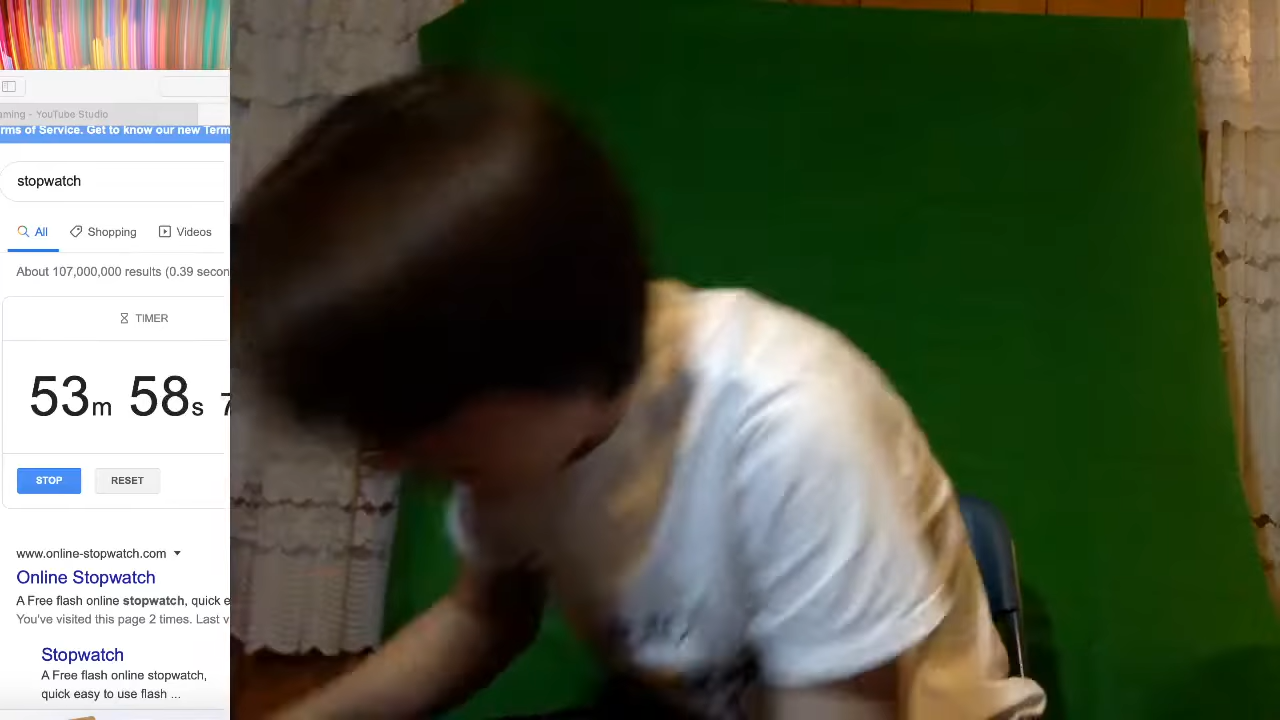 aming - YouTube Studio
rms of Service. Get to know our new Term
stopwatch
All Shopping Videos
About 107,000,000 results (0.39 secon
TIMER
53m 58s 7
STOP RESET
www.online-stopwatch.com
Online Stopwatch
A Free flash online stopwatch, quick e
You've visited this page 2 times. Last v
Stopwatch
A Free flash online stopwatch,
quick easy to use flash ...